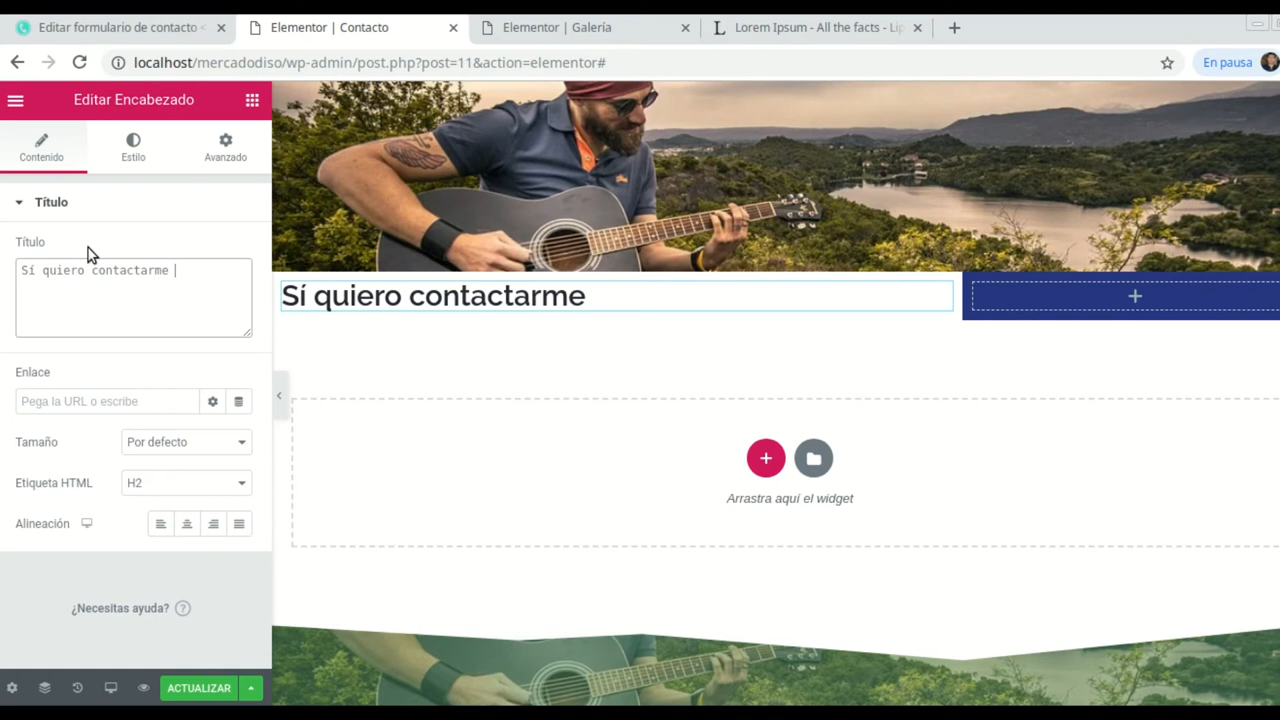 Editar formulario de contacto <
Elementor | Contacto
Elementor | Galería
Lorem Ipsum - All the facts - Lip
localhost/mercadodiso/wp-admin/post.php?post=11&action=elementor#
En pausa
Editar Encabezado
Contenido
Estilo
Avanzado
Título
Título
Sí quiero contactarme
Enlace
Pega la URL o escribe
Tamaño
Por defecto
Etiqueta HTML
H2
Alineación
¿Necesitas ayuda? ?
ACTUALIZAR
Sí quiero contactarme
Arrastra aquí el widget